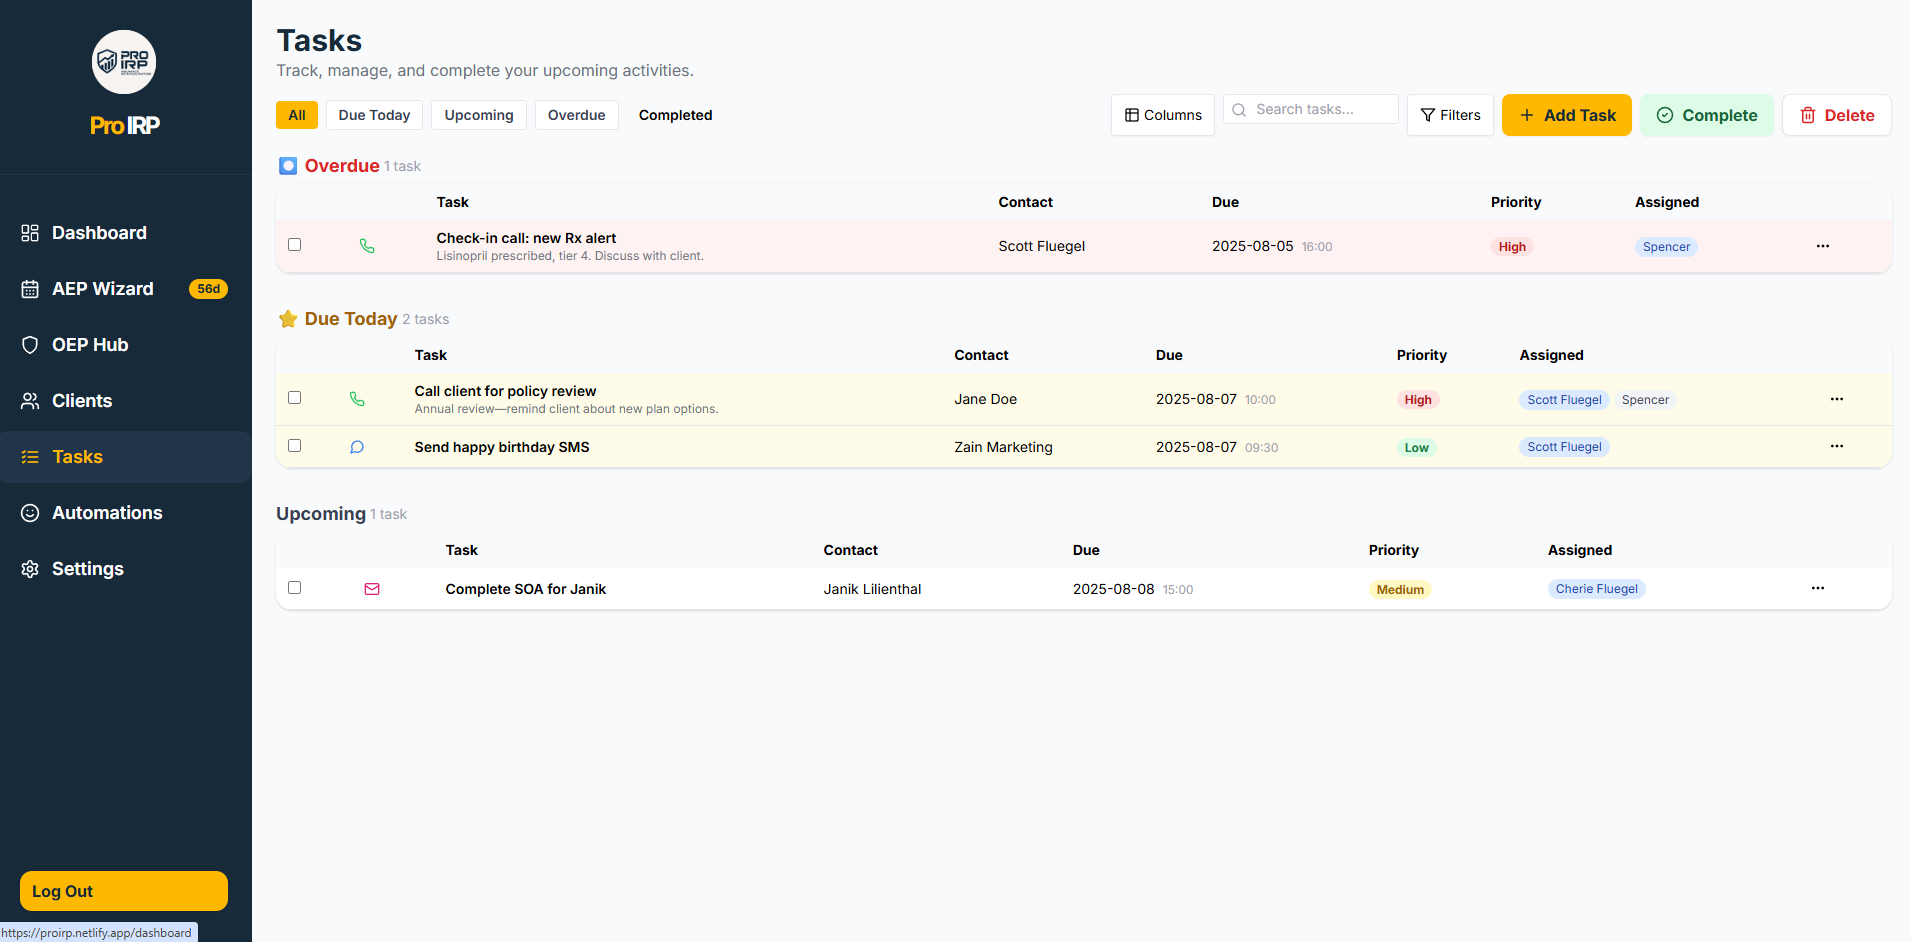 PRO
IRP
Pro IRP
Dashboard
AEP Wizard 56d
OEP Hub
Clients
Tasks
Automations
Settings
Log Out
https://proirp.netlify.app/dashboard
Tasks
Track, manage, and complete your upcoming activities.
All Due Today Upcoming Overdue Completed Columns Search tasks... Filters + Add Task Complete Delete
Overdue 1 task
Task Contact Due Priority Assigned
Check-in call: new Rx alert Scott Fluegel 2025-08-05 16:00 High Spencer ...
Lisinopril prescribed, tier 4. Discuss with client.
Due Today 2 tasks
Task Contact Due Priority Assigned
Call client for policy review Jane Doe 2025-08-07 10:00 High Scott Fluegel Spencer ...
Annual review—remind client about new plan options.
Send happy birthday SMS Zain Marketing 2025-08-07 09:30 Low Scott Fluegel ...
Upcoming 1 task
Task Contact Due Priority Assigned
Complete SOA for Janik Janik Lilienthal 2025-08-08 15:00 Medium Cherie Fluegel ...